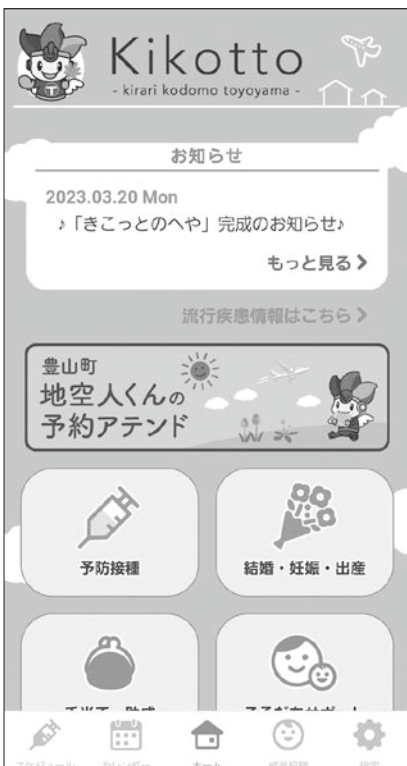 Kikotto
- kirari kodomo toyoyama -
お知らせ
2023.03.20 Mon
♪「きこっとのへや」完成のお知らせ♪
もっと見る
流行疾患情報はこちら
豊山町
地空人くんの
予約アテンド
予防接種
結婚・妊娠・出産
ホーム